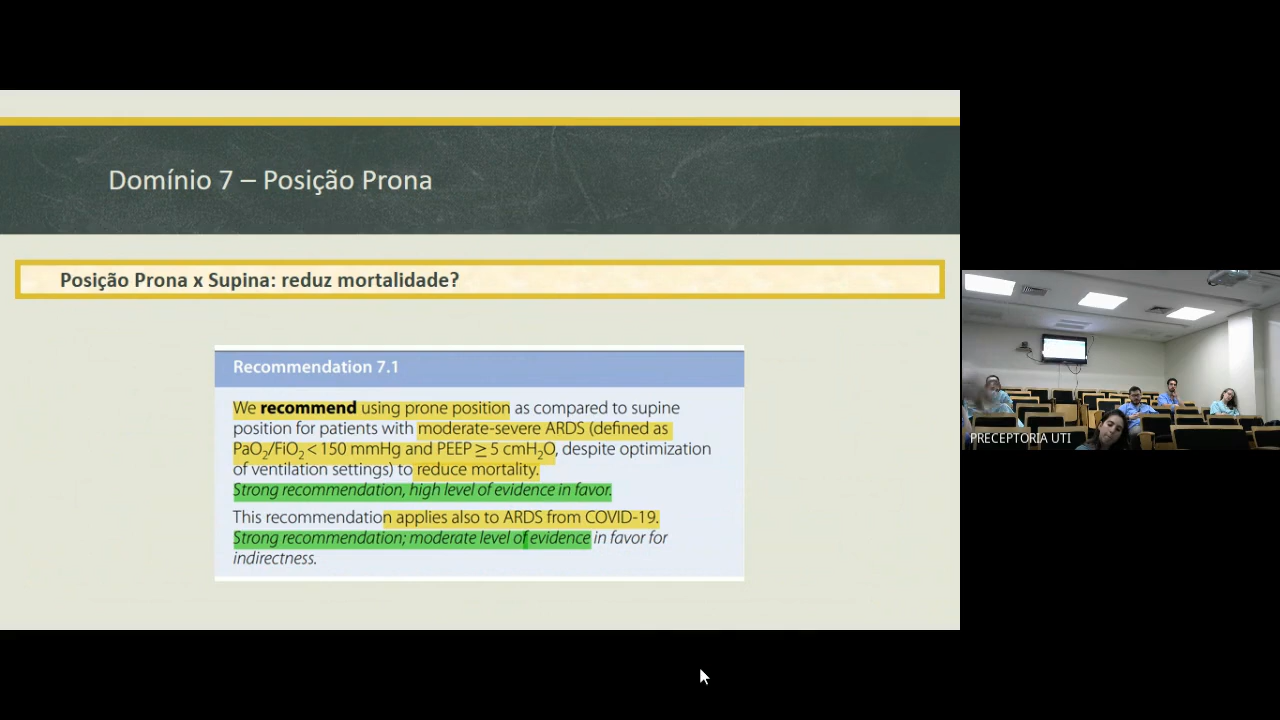 Domínio 7 – Posição Prona
Posição Prona x Supina: reduz mortalidade?
Recommendation 7.1
We recommend using prone position as compared to supine
position for patients with moderate-severe ARDS (defined as
PaO₂/FiO₂ < 150 mmHg and PEEP ≥ 5 cmH₂O, despite optimization
of ventilation settings) to reduce mortality.
Strong recommendation, high level of evidence in favor.
This recommendation applies also to ARDS from COVID-19.
Strong recommendation; moderate level of evidence in favor for
indirectness.
PRECEPTORIA UTI